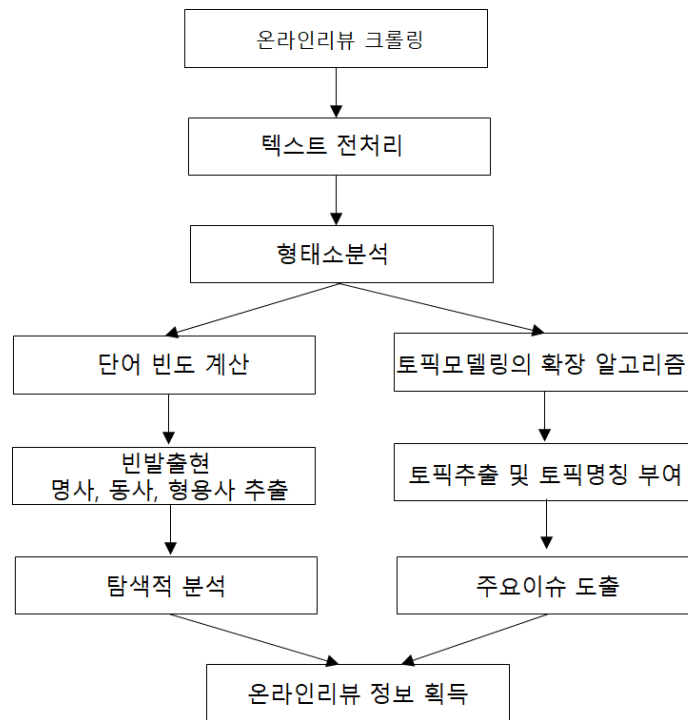 온라인리뷰 크롤링
텍스트 전처리
형태소분석
단어 빈도 계산
토픽모델링의 확장 알고리즘
빈발출현
명사, 동사, 형용사 추출
토픽추출 및 토픽명칭 부여
탐색적 분석
주요이슈 도출
온라인리뷰 정보 획득